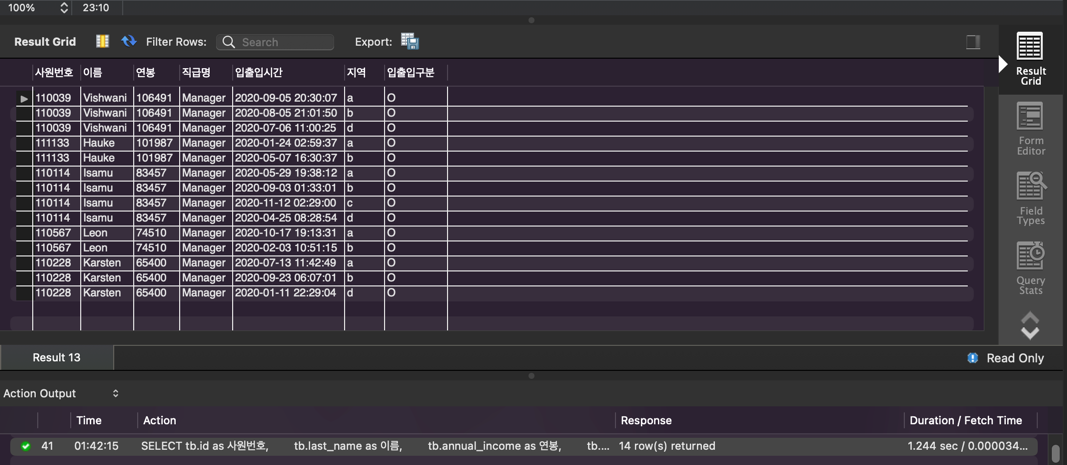 100% 23:10
Result Grid Filter Rows: Search Export:
사원번호 이름 연봉 직급명 입출입시간 지역 입출입구분
110039 Vishwani 106491 Manager 2020-09-05 20:30:07 a O
110039 Vishwani 106491 Manager 2020-08-05 21:01:50 b O
110039 Vishwani 106491 Manager 2020-07-06 11:00:25 d O
111133 Hauke 101987 Manager 2020-01-24 02:59:37 a O
111133 Hauke 101987 Manager 2020-05-07 16:30:37 b O
110114 Isamu 83457 Manager 2020-05-29 19:38:12 a O
110114 Isamu 83457 Manager 2020-09-03 01:33:01 b O
110114 Isamu 83457 Manager 2020-11-12 02:29:00 c O
110114 Isamu 83457 Manager 2020-04-25 08:28:54 d O
110567 Leon 74510 Manager 2020-10-17 19:13:31 a O
110567 Leon 74510 Manager 2020-02-03 10:51:15 b O
110228 Karsten 65400 Manager 2020-07-13 11:42:49 a O
110228 Karsten 65400 Manager 2020-09-23 06:07:01 b O
110228 Karsten 65400 Manager 2020-01-11 22:29:04 d O
Result
Grid
Form
Editor
Field
Types
Query
Stats
Result 13 Read Only
Action Output
Time Action Response Duration / Fetch Time
41 01:42:15 SELECT tb.id as 사원번호, tb.last_name as 이름, tb.annual_income as 연봉, tb.... 14 row(s) returned 1.244 sec / 0.000034...